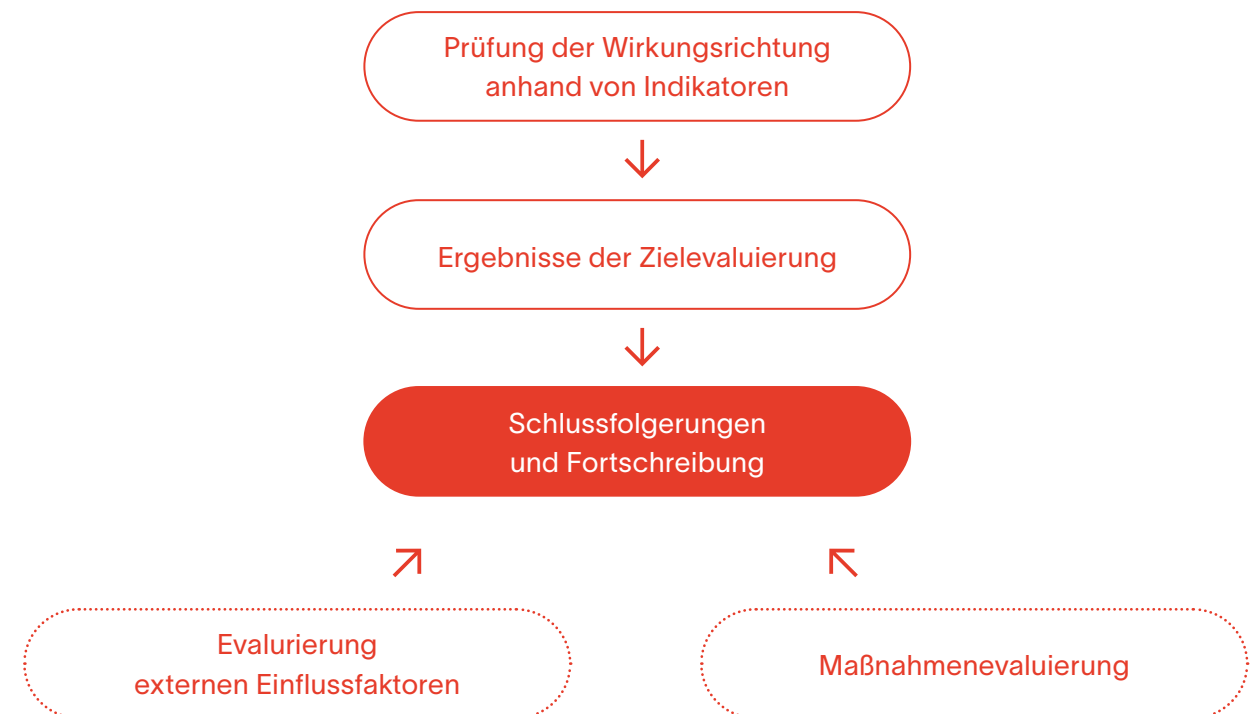 Prüfung der Wirkungsrichtung
anhand von Indikatoren
Ergebnisse der Zielevaluierung
Schlussfolgerungen
und Fortschreibung
Evalurierung
externen Einflussfaktoren
Maßnahmenevaluierung